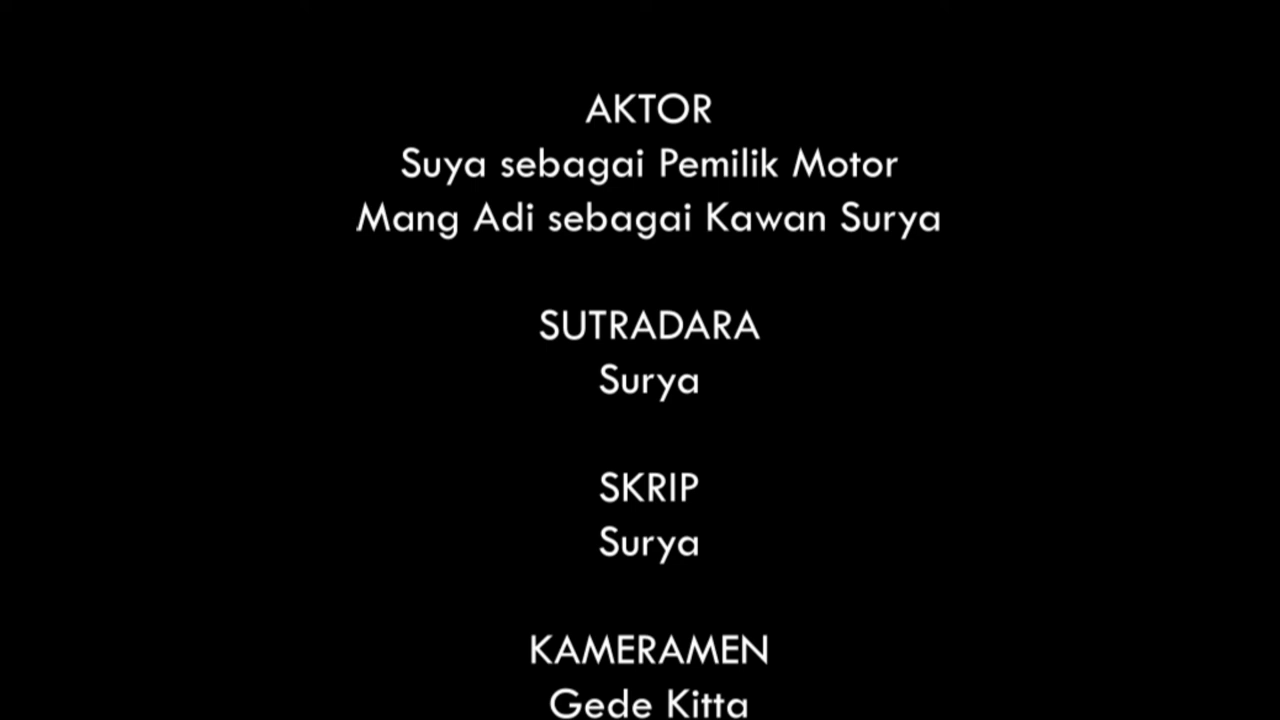 AKTOR
Suya sebagai Pemilik Motor
Mang Adi sebagai Kawan Surya
SUTRADARA
Surya
SKRIP
Surya
KAMERAMEN
Gede Kitta